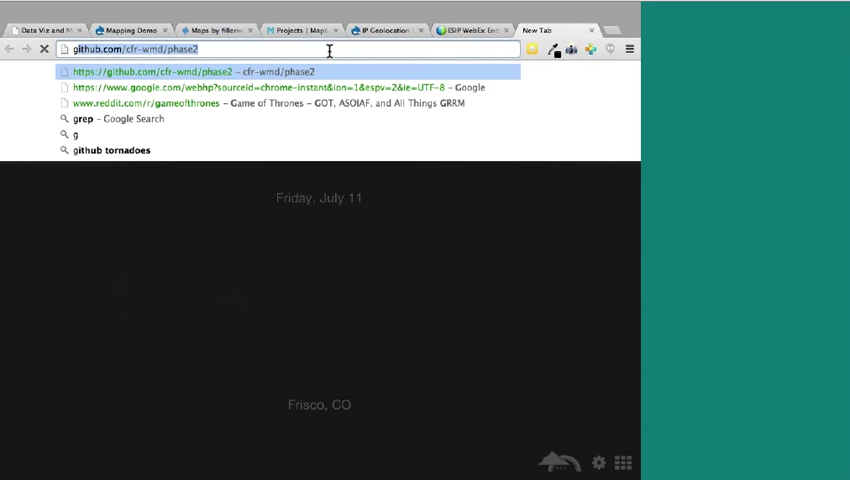 Data Viz and M
Mapping Demo
Maps by fillerw
Projects | Mapb
IP Geolocation
ESIP WebEx Ente
New Tab
github.com/cfr-wmd/phase2
https://github.com/cfr-wmd/phase2 – cfr-wmd/phase2
https://www.google.com/webhp?sourceid=chrome-instant&ion=1&espv=2&ie=UTF-8 – Google
www.reddit.com/r/gameofthrones – Game of Thrones – GOT, ASOIAF, and All Things GRRM
grep – Google Search
g
github tornadoes
Friday, July 11
Frisco, CO